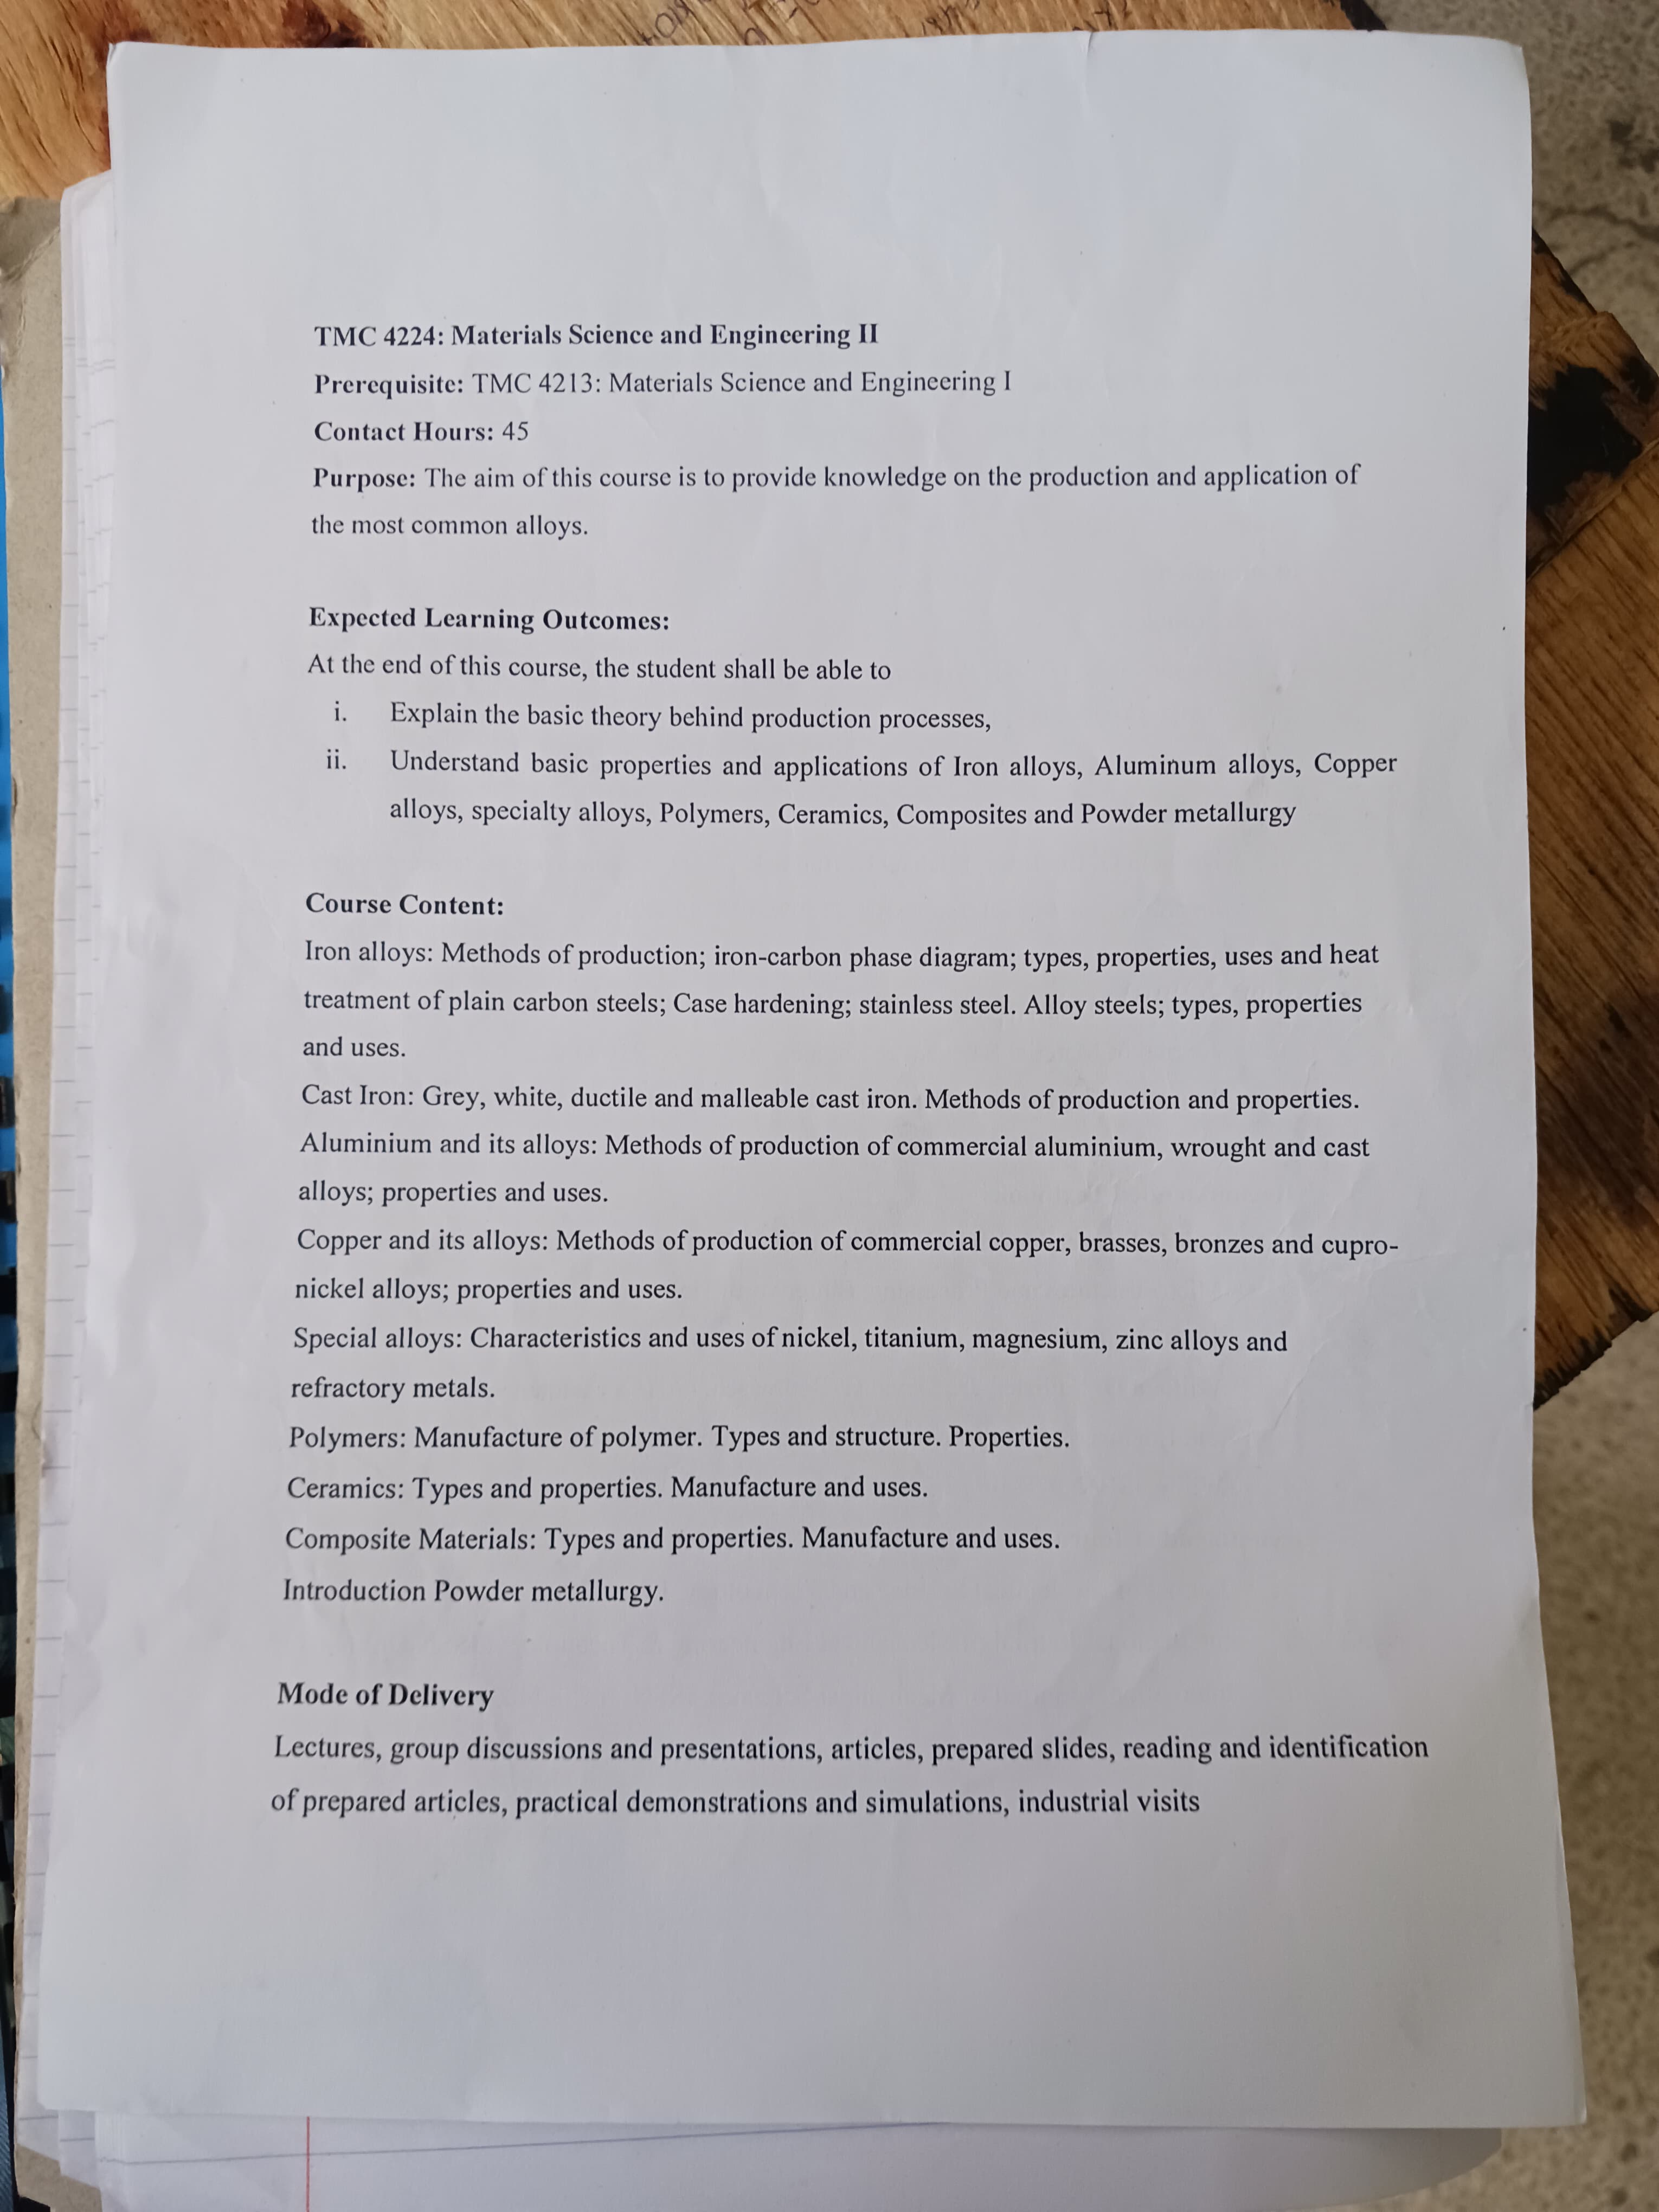 TMC 4224: Materials Science and Engineering II
Prerequisite: TMC 4213: Materials Science and Engineering I
Contact Hours: 45
Purpose: The aim of this course is to provide knowledge on the production and application of
the most common alloys.
Expected Learning Outcomes:
At the end of this course, the student shall be able to
i. Explain the basic theory behind production processes,
ii. Understand basic properties and applications of Iron alloys, Aluminum alloys, Copper
alloys, specialty alloys, Polymers, Ceramics, Composites and Powder metallurgy
Course Content:
Iron alloys: Methods of production; iron-carbon phase diagram; types, properties, uses and heat
treatment of plain carbon steels; Case hardening; stainless steel. Alloy steels; types, properties
and uses.
Cast Iron: Grey, white, ductile and malleable cast iron. Methods of production and properties.
Aluminium and its alloys: Methods of production of commercial aluminium, wrought and cast
alloys; properties and uses.
Copper and its alloys: Methods of production of commercial copper, brasses, bronzes and cupro-
nickel alloys; properties and uses.
Special alloys: Characteristics and uses of nickel, titanium, magnesium, zinc alloys and
refractory metals.
Polymers: Manufacture of polymer. Types and structure. Properties.
Ceramics: Types and properties. Manufacture and uses.
Composite Materials: Types and properties. Manufacture and uses.
Introduction Powder metallurgy.
Mode of Delivery
Lectures, group discussions and presentations, articles, prepared slides, reading and identification
of prepared articles, practical demonstrations and simulations, industrial visits